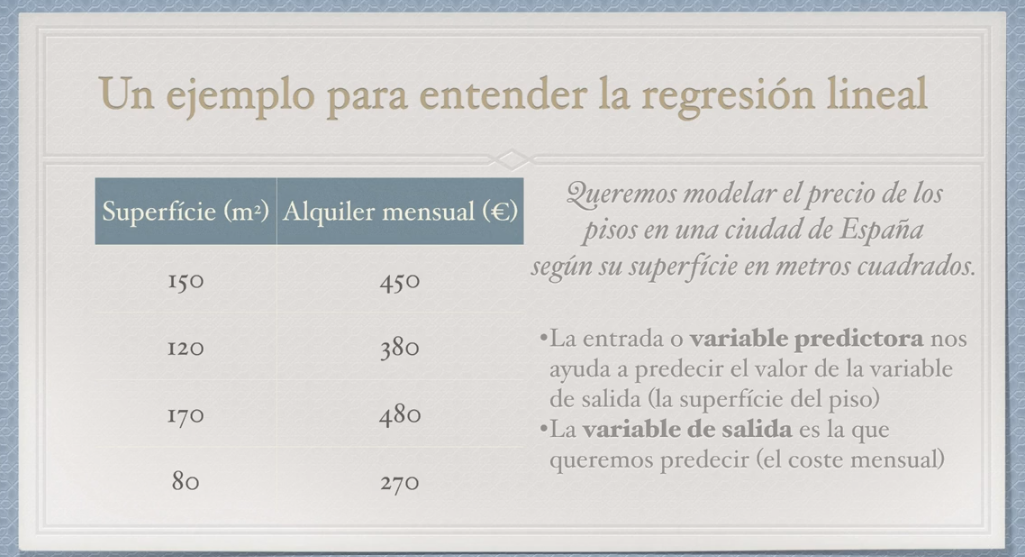 Un ejemplo para entender la regresión lineal
Superfície (m²) Alquiler mensual (€)
150 450
120 380
170 480
80 270
Queremos modelar el precio de los
pisos en una ciudad de España
según su superfície en metros cuadrados.
•La entrada o variable predictora nos
ayuda a predecir el valor de la variable
de salida (la superfície del piso)
•La variable de salida es la que
queremos predecir (el coste mensual)